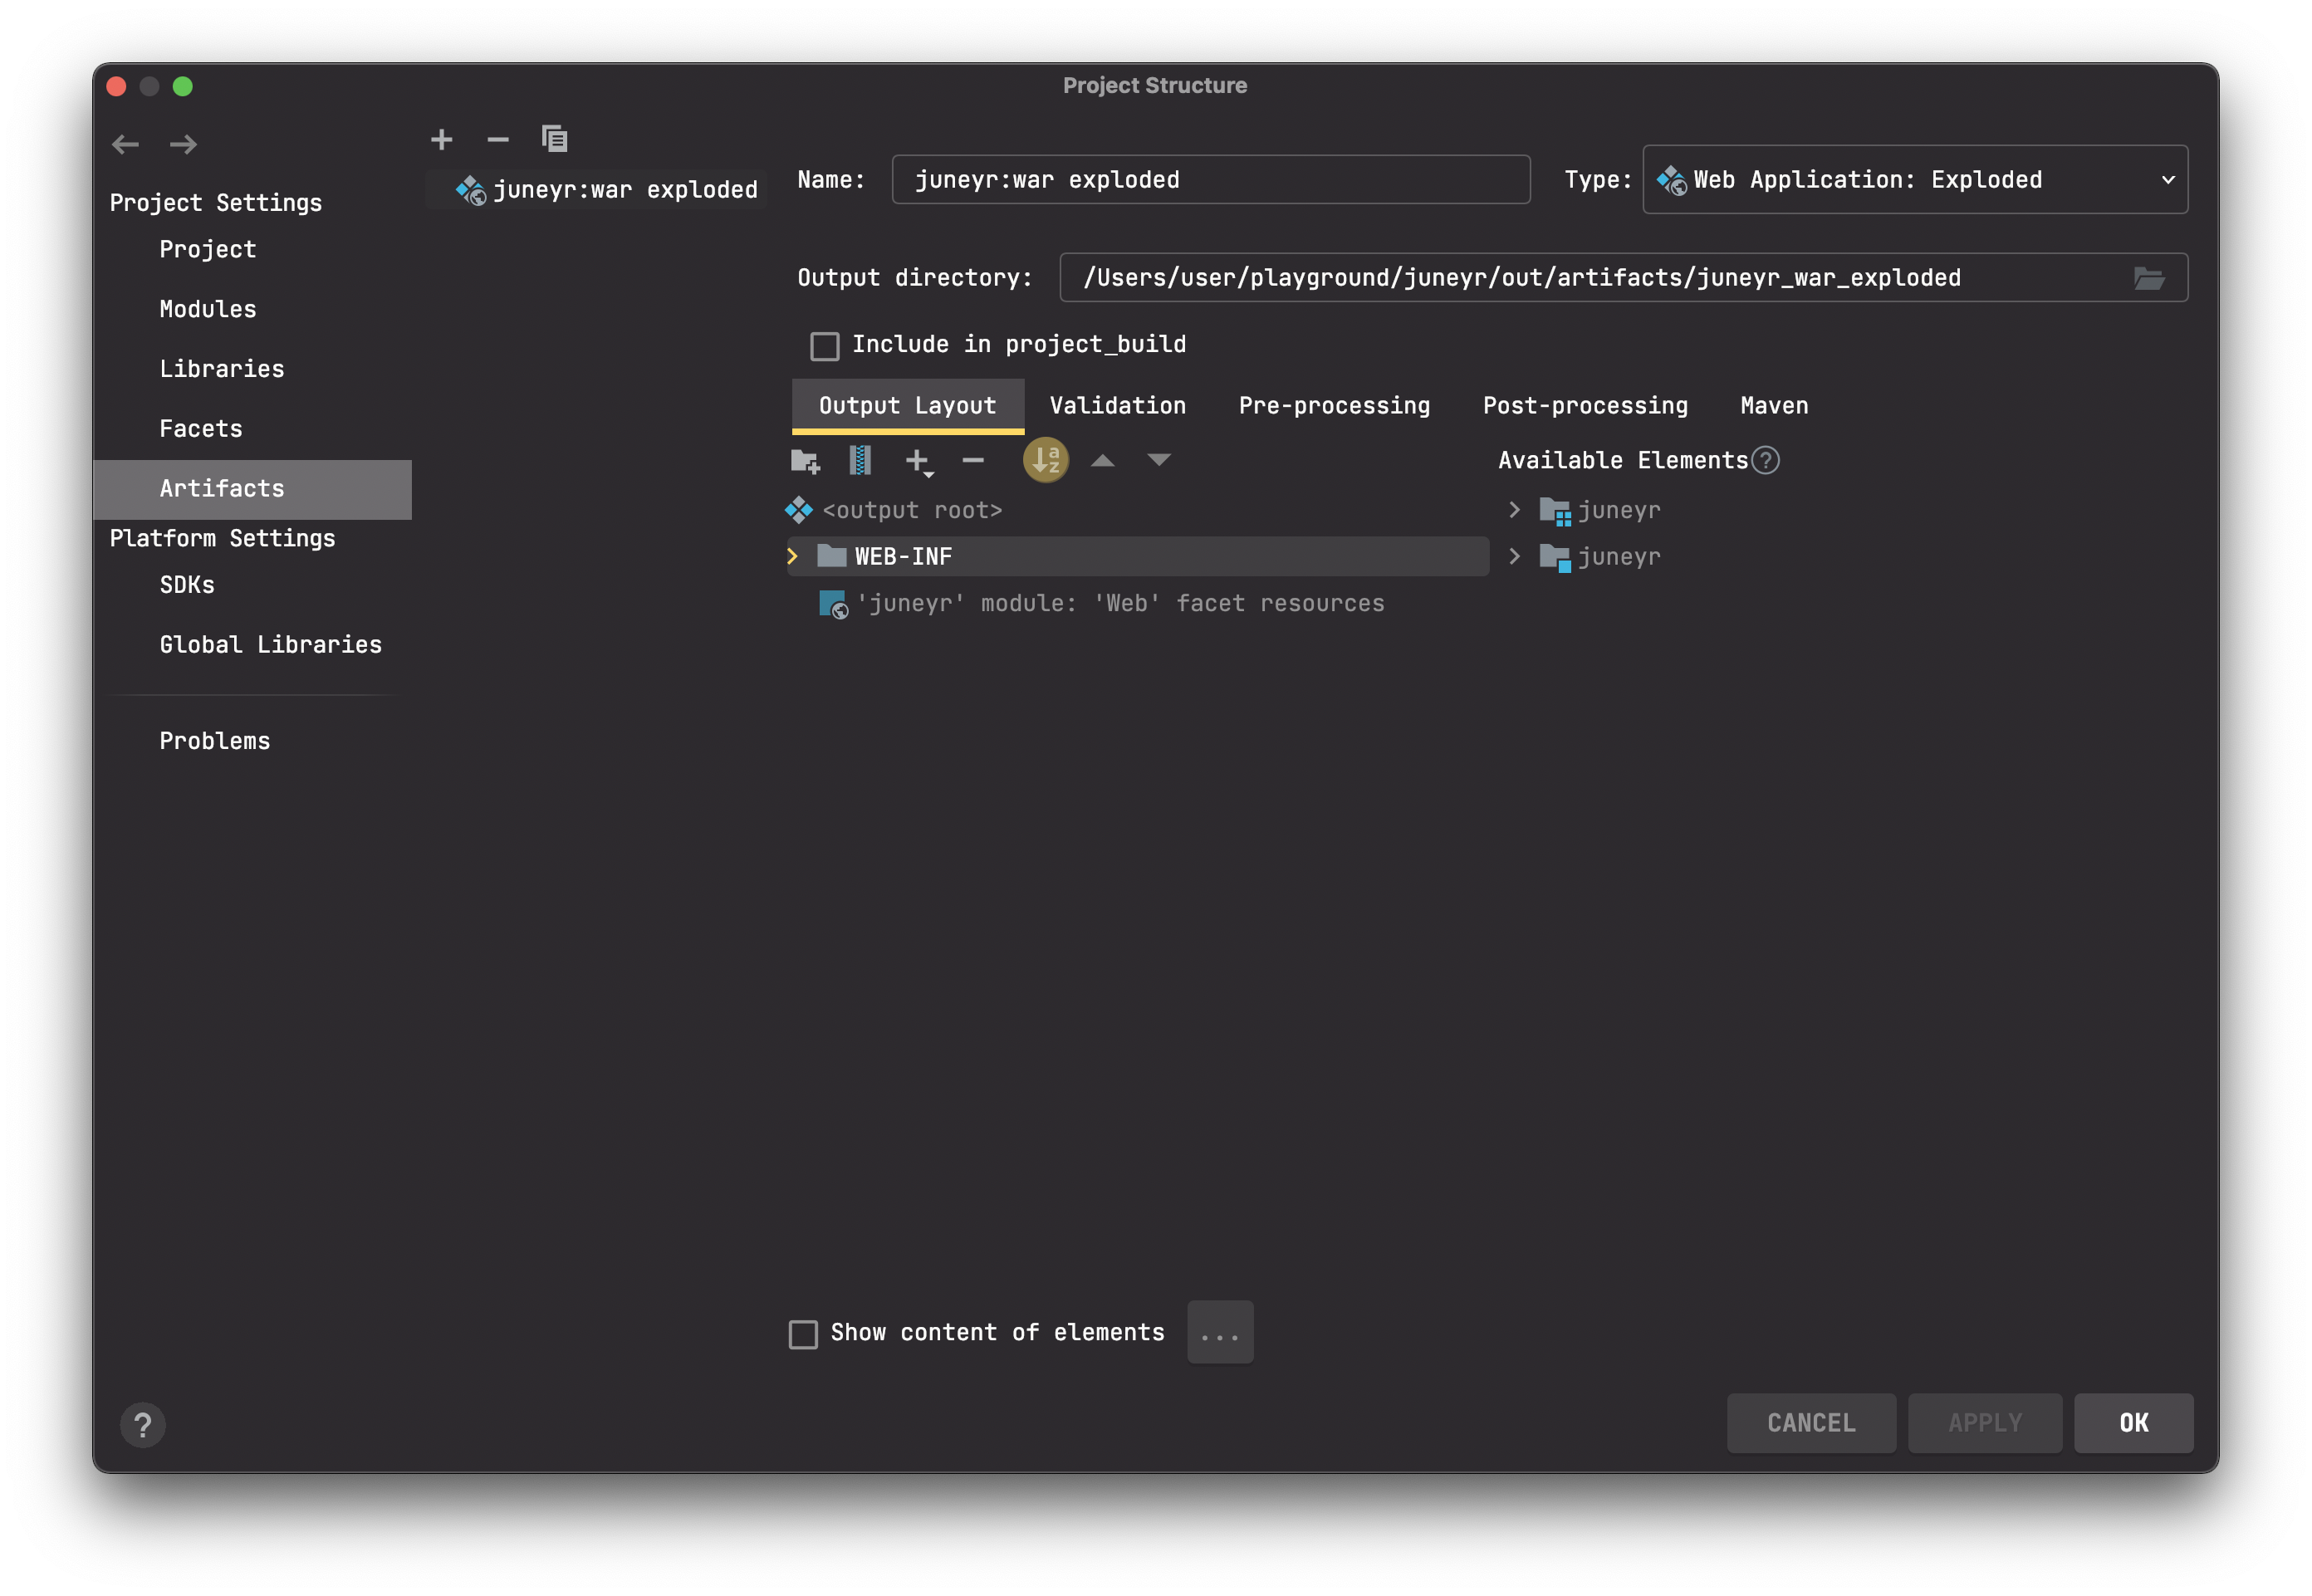 Project Structure
Project Settings
Project
Modules
Libraries
Facets
Artifacts
Platform Settings
SDKs
Global Libraries
Problems
juneyr:war exploded
Name: juneyr:war exploded Type: Web Application: Exploded
Output directory: /Users/user/playground/juneyr/out/artifacts/juneyr_war_exploded
Include in project_build
Output Layout Validation Pre-processing Post-processing Maven
a
z
<output root>
WEB-INF
'juneyr' module: 'Web' facet resources
Available Elements ?
juneyr
juneyr
Show content of elements ...
? CANCEL APPLY OK